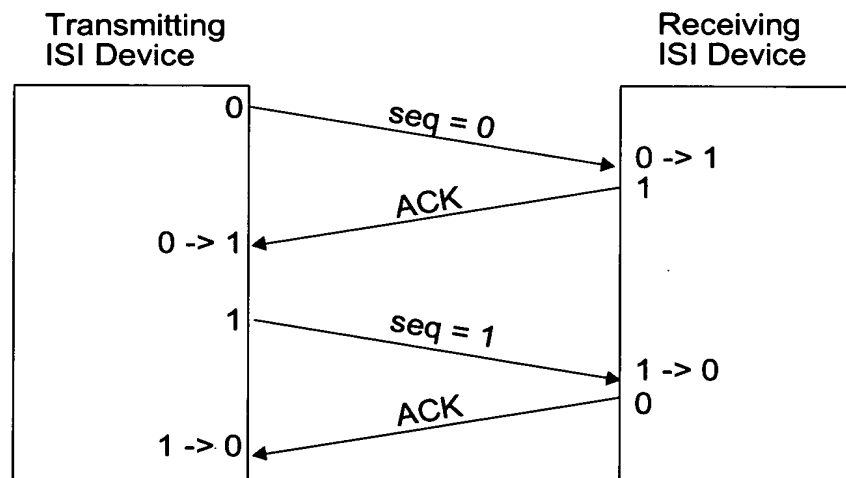 Transmitting
ISI Device
Receiving
ISI Device
0
seq = 0
0 -> 1
1
ACK
0 -> 1
1
seq = 1
1 -> 0
0
ACK
1 -> 0